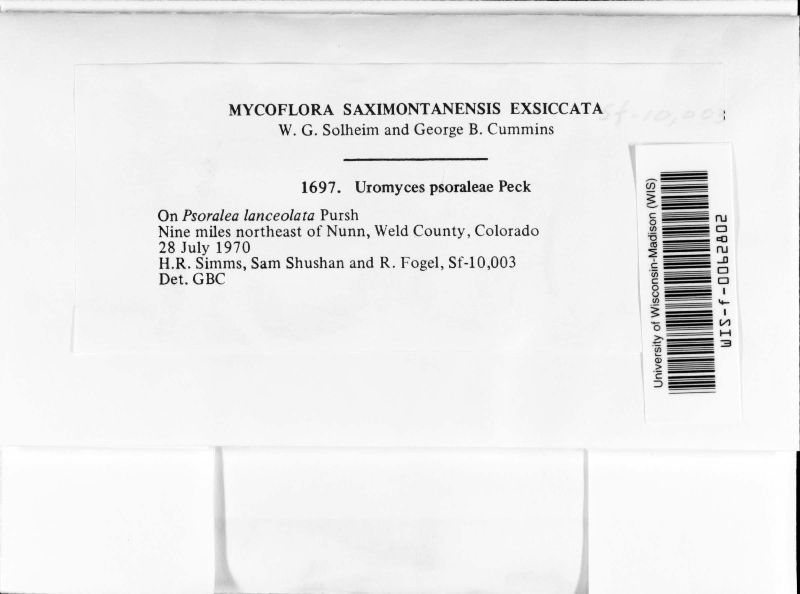 MYCOFLORA SAXIMONTANENSIS EXSICCATA
Sf-10,003
W. G. Solheim and George B. Cummins
1697. Uromyces psoraleae Peck
On Psoralea lanceolata Pursh
Nine miles northeast of Nunn, Weld County, Colorado
28 July 1970
H.R. Simms, Sam Shushan and R. Fogel, Sf-10,003
Det. GBC
University of Wisconsin-Madison (WIS)
WIS-f-0062802